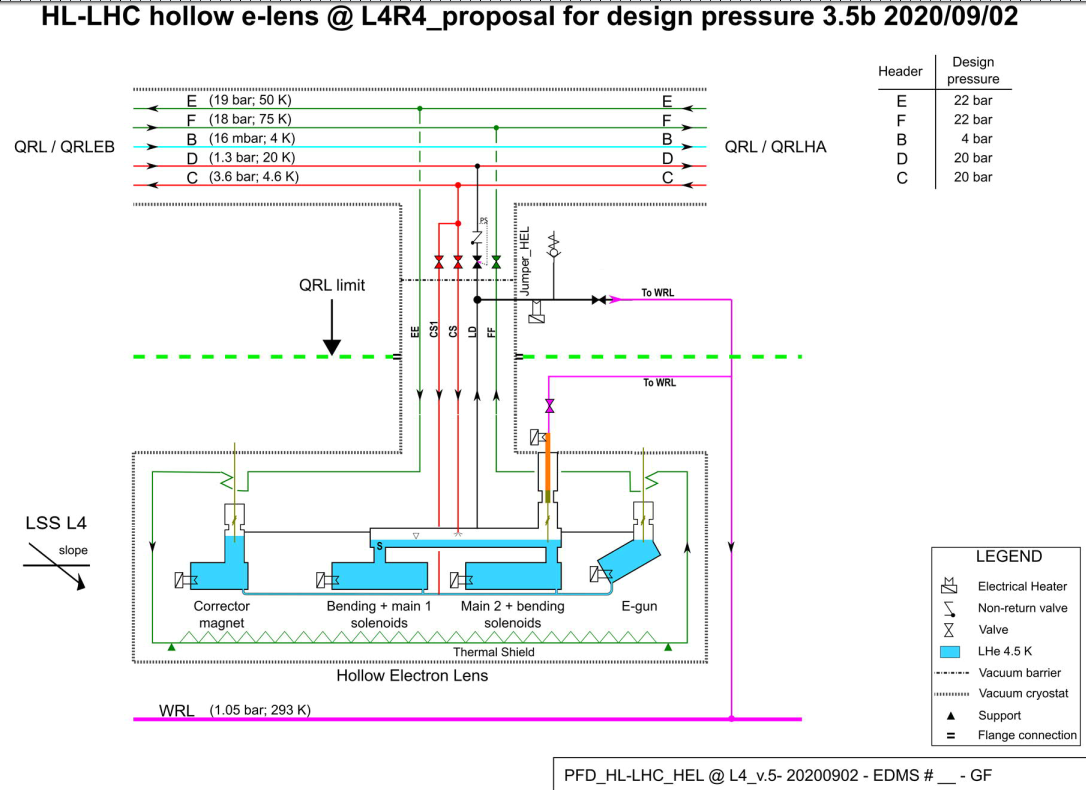 HL-LHC hollow e-lens @ L4R4_proposal for design pressure 3.5b 2020/09/02
Header
Design
pressure
E 22 bar
F 22 bar
B 4 bar
D 20 bar
C 20 bar
E (19 bar; 50 K) E
F (18 bar; 75 K) F
QRL / QRLEB B (16 mbar; 4 K) B QRL / QRLHA
D (1.3 bar; 20 K) D
C (3.6 bar; 4.6 K) C
PS
Jumper_HEL
QRL limit
To WRL
EE
CS1
CS
LD
FF
To WRL
LSS L4
slope
S
Corrector
magnet
Bending + main 1
solenoids
Main 2 + bending
solenoids
E-gun
Thermal Shield
Hollow Electron Lens
WRL (1.05 bar; 293 K)
LEGEND
Electrical Heater
Non-return valve
Valve
LHe 4.5 K
Vacuum barrier
Vacuum cryostat
Support
Flange connection
PFD_HL-LHC_HEL @ L4_v.5- 20200902 - EDMS # __ - GF